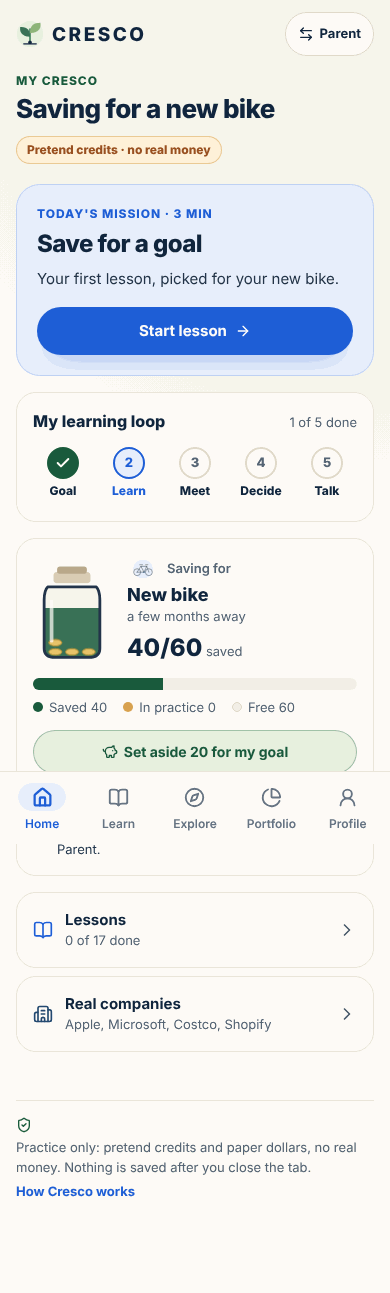 CRESCO
Parent
MY CRESCO
Saving for a new bike
Pretend credits · no real money
TODAY'S MISSION · 3 MIN
Save for a goal
Your first lesson, picked for your new bike.
Start lesson →
My learning loop
1 of 5 done
2 3 4 5
Goal Learn Meet Decide Talk
Saving for
New bike
a few months away
40/60 saved
Saved 40 In practice 0 Free 60
Set aside 20 for my goal
Home Learn Explore Portfolio Profile
Parent.
Lessons
0 of 17 done
Real companies
Apple, Microsoft, Costco, Shopify
Practice only: pretend credits and paper dollars, no real
money. Nothing is saved after you close the tab.
How Cresco works